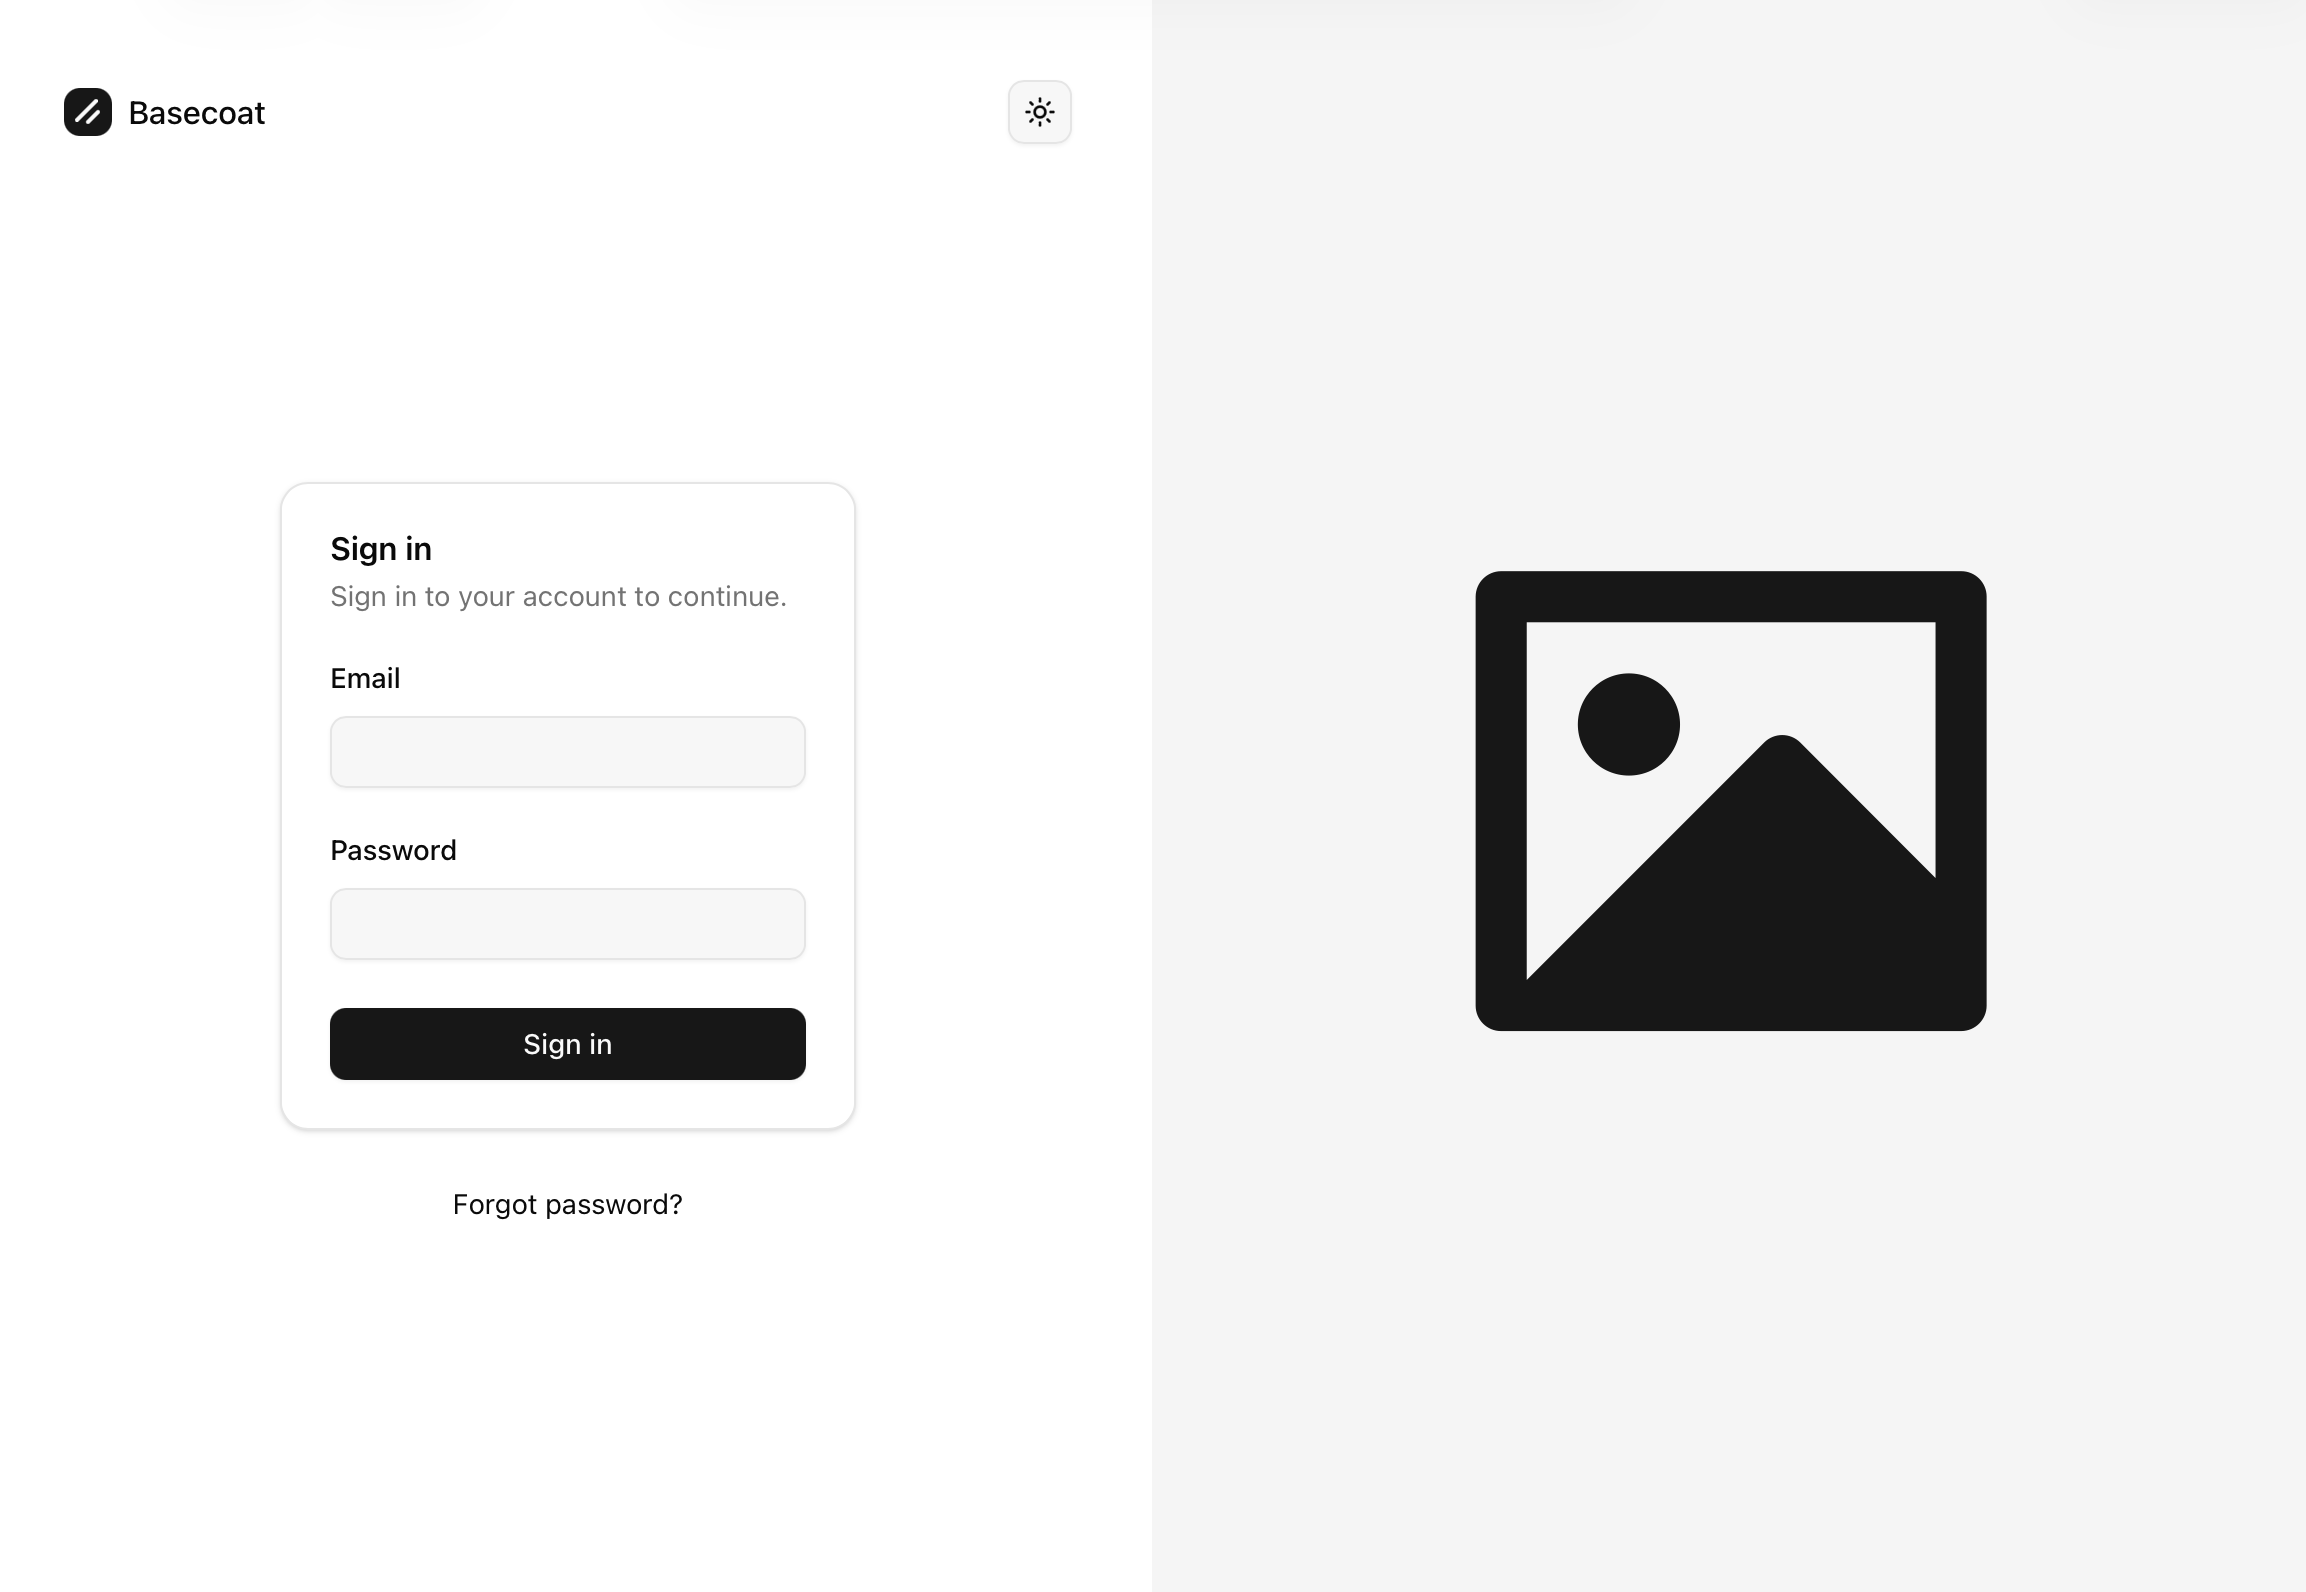 Basecoat
Sign in
Sign in to your account to continue.
Email
Password
Sign in
Forgot password?